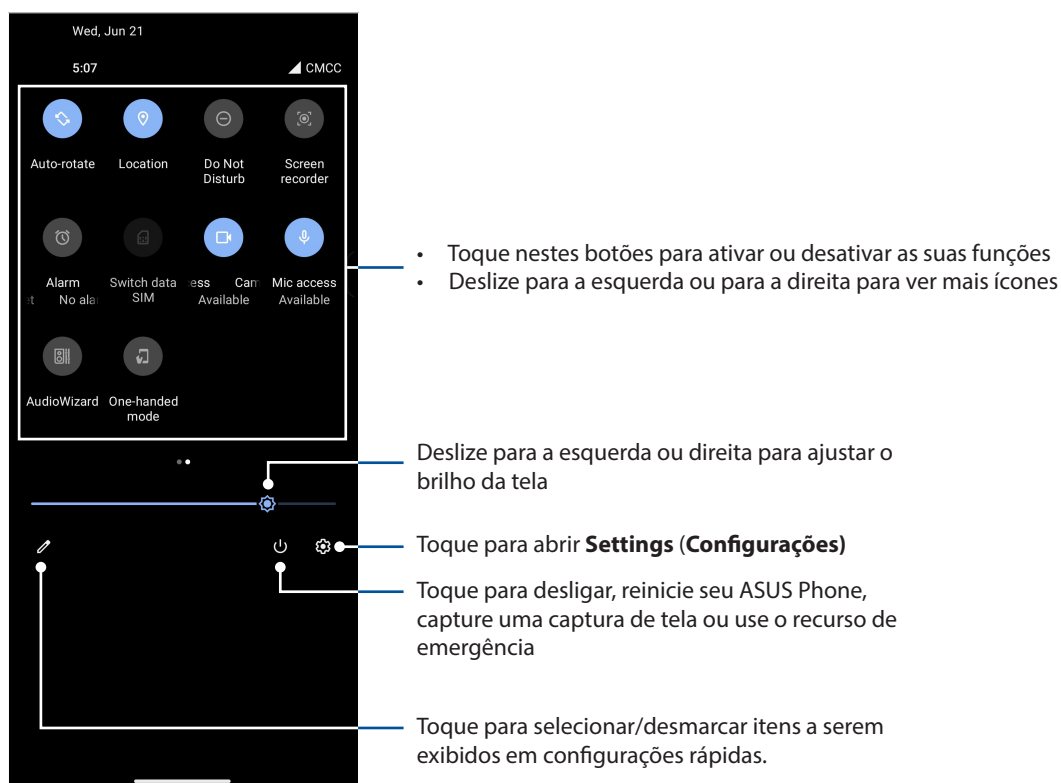 Wed, Jun 21
5:07 CMCC
Auto-rotate Location Do Not Disturb Screen recorder
Alarm Switch data SIM ess Cam Mic access
t No ala Available Available
AudioWizard One-handed mode
• Toque nestes botões para ativar ou desativar as suas funções
• Deslize para a esquerda ou para a direita para ver mais ícones
Deslize para a esquerda ou direita para ajustar o
brilho da tela
Toque para abrir Settings (Configurações)
Toque para desligar, reinicie seu ASUS Phone,
capture uma captura de tela ou use o recurso de
emergência
Toque para selecionar/desmarcar itens a serem
exibidos em configurações rápidas.